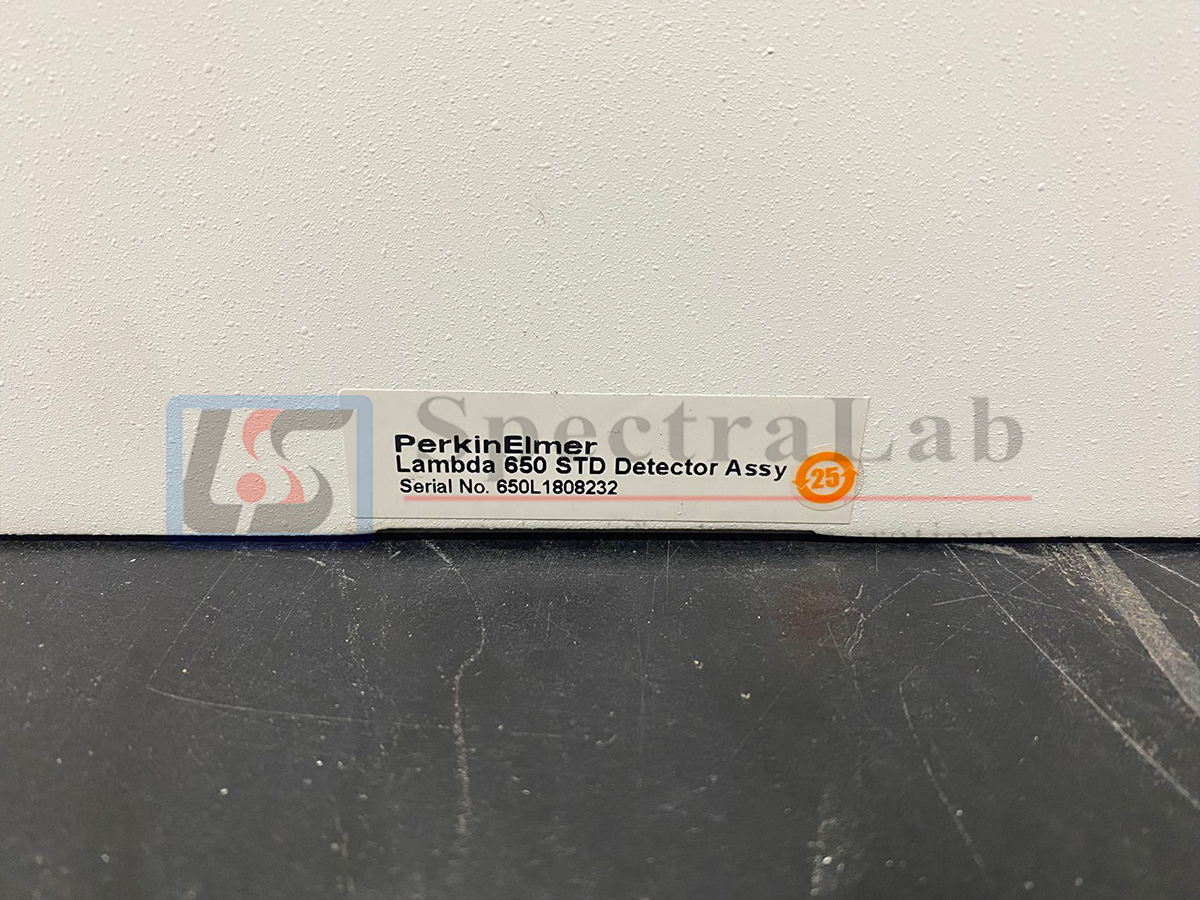 SpectraLab
PerkinElmer
Lambda 650 STD Detector Assy
25
Serial No. 650L1808232